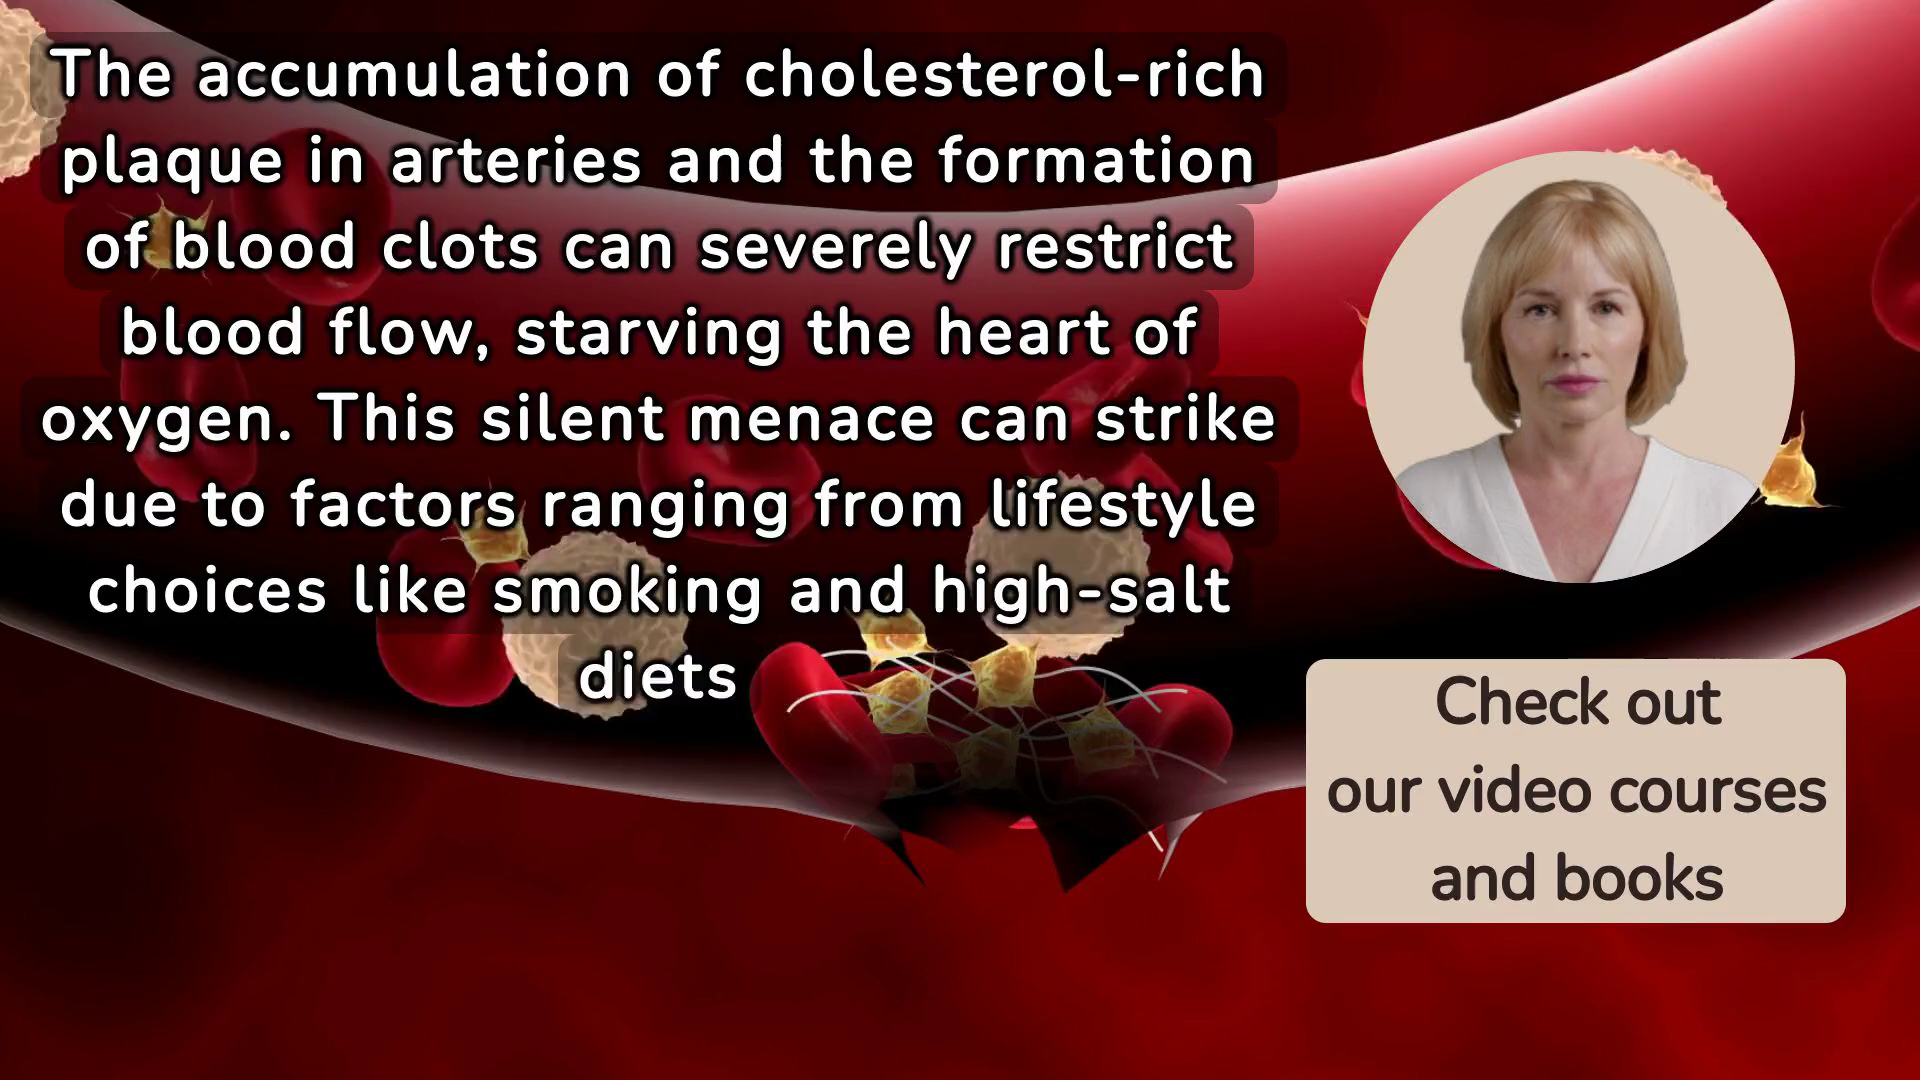 The accumulation of cholesterol-rich
plaque in arteries and the formation
of blood clots can severely restrict
blood flow, starving the heart of
oxygen. This silent menace can strike
due to factors ranging from lifestyle
choices like smoking and high-salt
diets
Check out
our video courses
and books